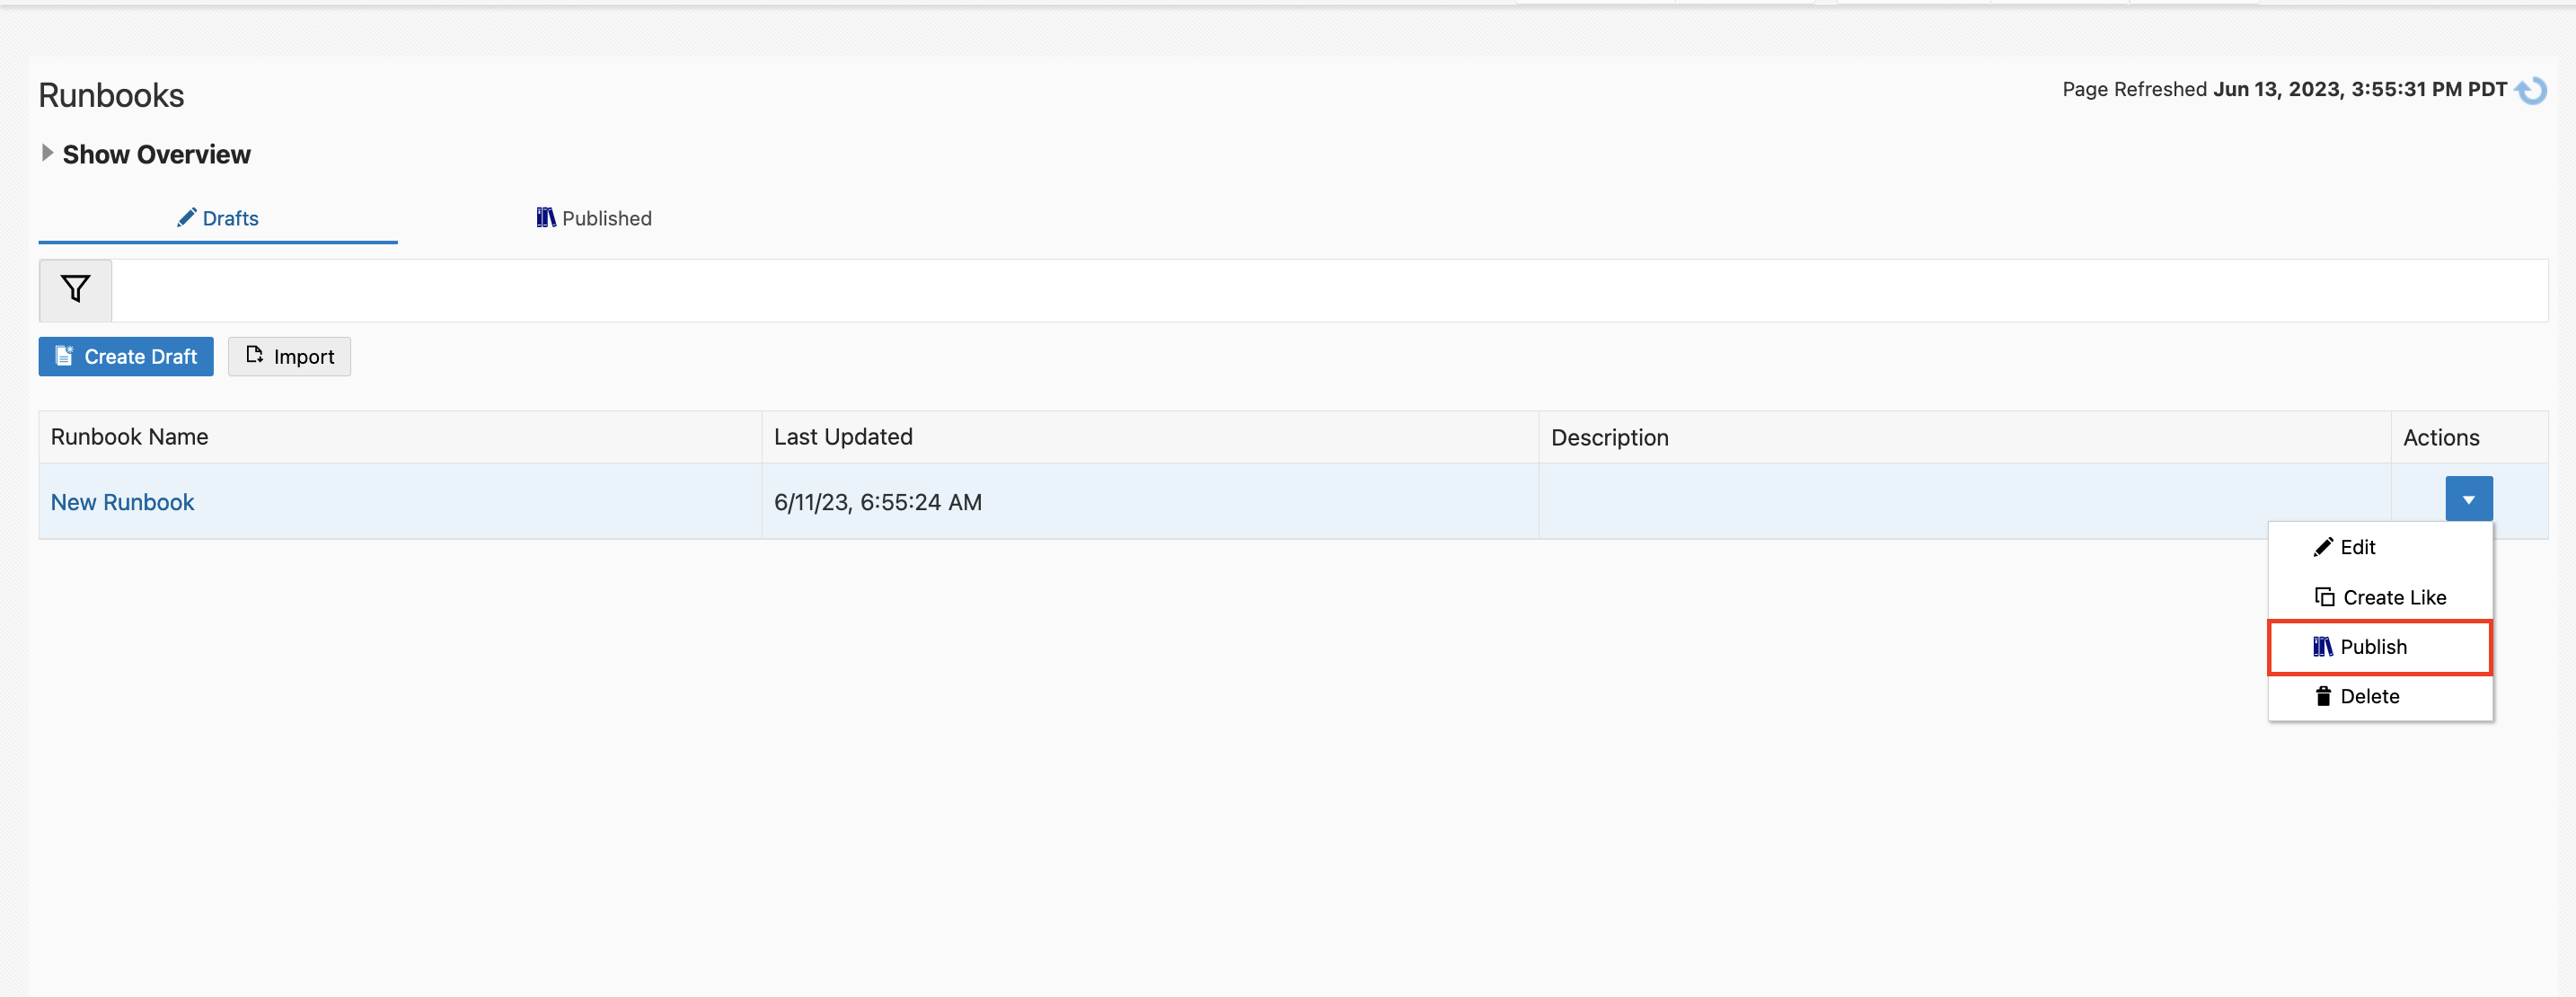 Runbooks
Page Refreshed Jun 13, 2023, 3:55:31 PM PDT
Show Overview
Drafts
Published
Create Draft
Import
Runbook Name
Last Updated
Description
Actions
New Runbook
6/11/23, 6:55:24 AM
Edit
Create Like
Publish
Delete